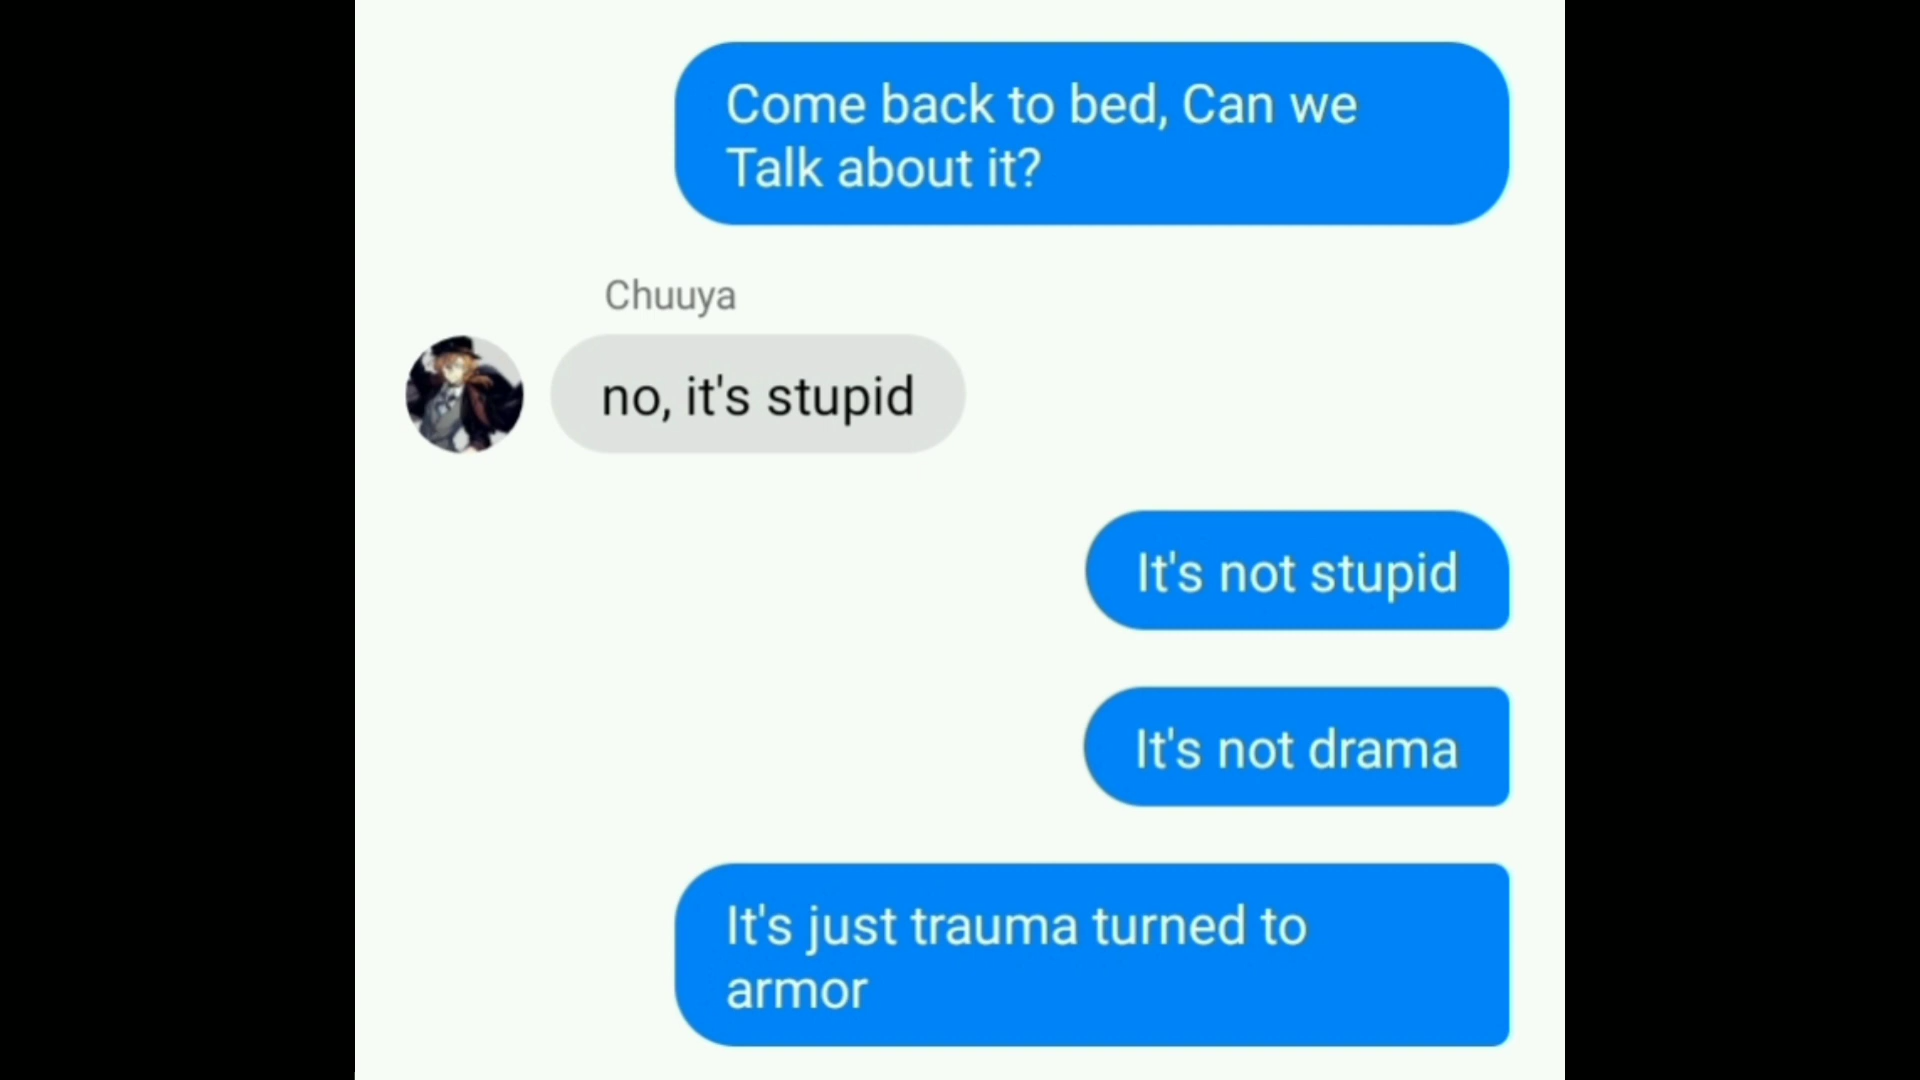 Come back to bed, Can we
Talk about it?
Chuuya
no, it's stupid
It's not stupid
It's not drama
It's just trauma turned to
armor